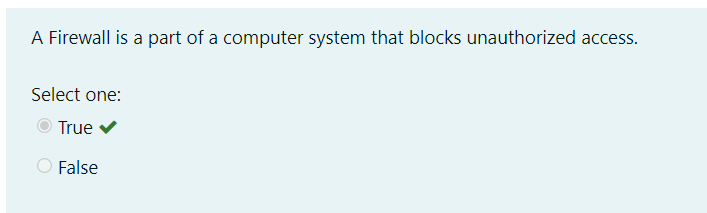 A Firewall is a part of a computer system that blocks unauthorized access.
Select one:
True
False